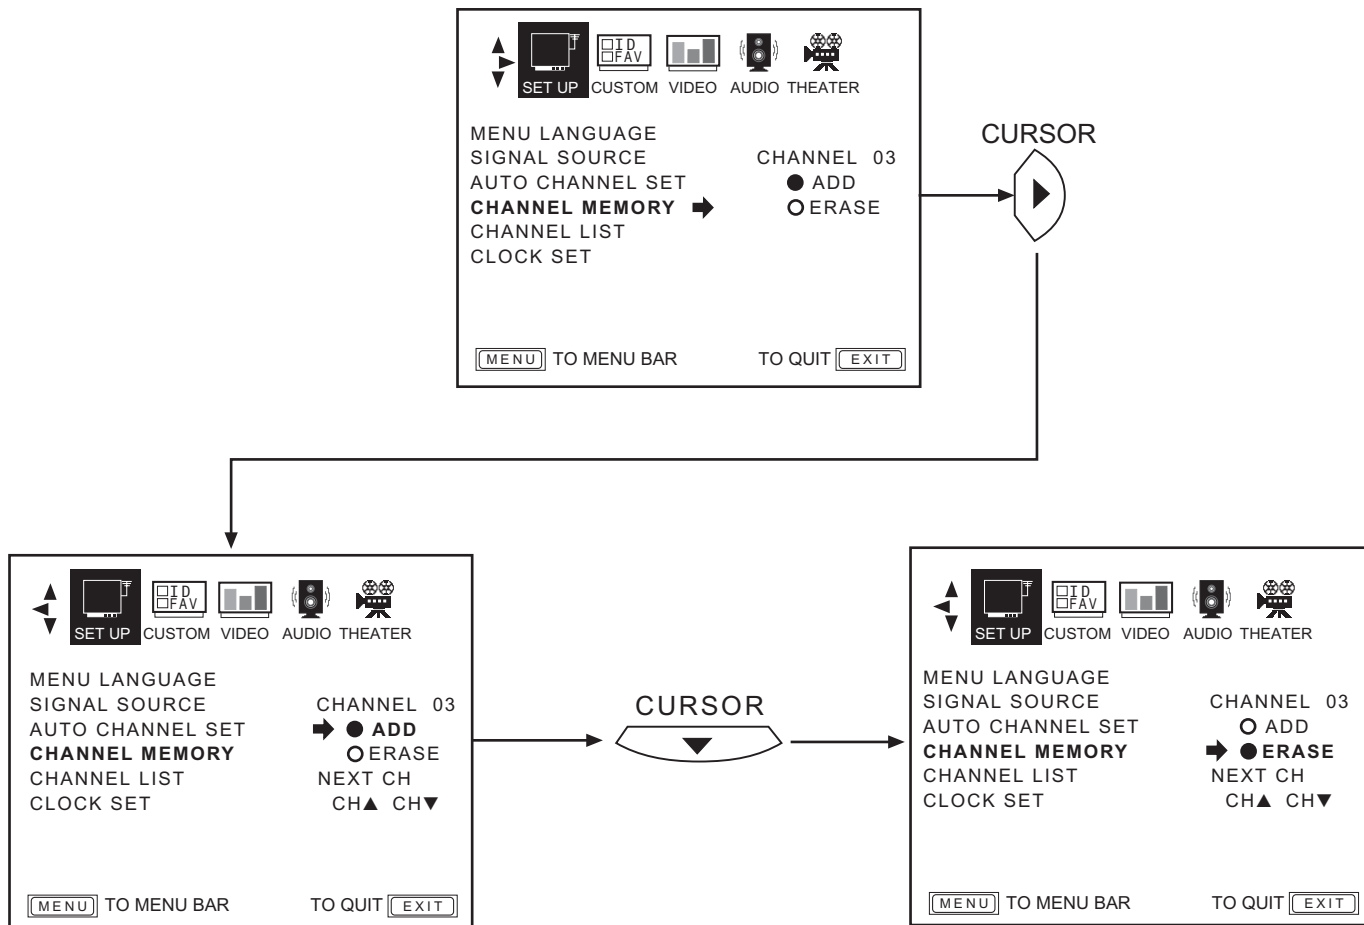 ID
FAV
SET UP CUSTOM VIDEO AUDIO THEATER
MENU LANGUAGE
SIGNAL SOURCE CHANNEL 03
AUTO CHANNEL SET ● ADD
CHANNEL MEMORY ➡ ○ ERASE
CHANNEL LIST
CLOCK SET
MENU TO MENU BAR TO QUIT EXIT
CURSOR
ID
FAV
SET UP CUSTOM VIDEO AUDIO THEATER
MENU LANGUAGE
SIGNAL SOURCE CHANNEL 03
AUTO CHANNEL SET ➡ ● ADD
CHANNEL MEMORY ○ ERASE
CHANNEL LIST NEXT CH
CLOCK SET CH▲ CH▼
MENU TO MENU BAR TO QUIT EXIT
CURSOR
ID
FAV
SET UP CUSTOM VIDEO AUDIO THEATER
MENU LANGUAGE
SIGNAL SOURCE CHANNEL 03
AUTO CHANNEL SET ○ ADD
CHANNEL MEMORY ➡ ● ERASE
CHANNEL LIST NEXT CH
CLOCK SET CH▲ CH▼
MENU TO MENU BAR TO QUIT EXIT